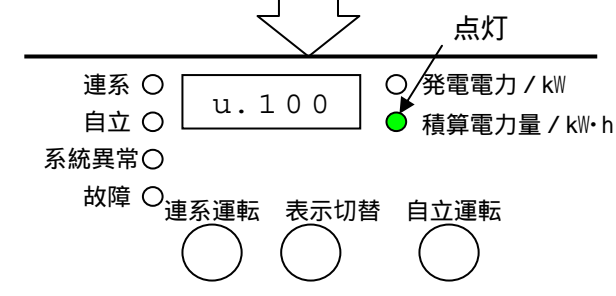 点灯
連系
u.100
発電電力/kW
自立
積算電力量/kW・h
系統異常
故障
連系運転 表示切替 自立運転